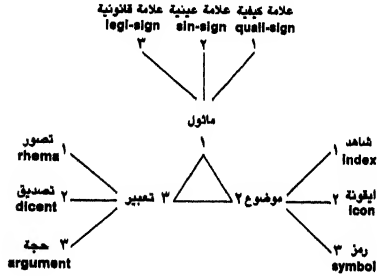 علامة قانونية علامة عينية علامة كيفية
legi-sign sin-sign quali-sign
٣ ٢ ١
ماثول
١
تصور ١
rhema
شاهد ١
index
تصديق ٢
dicent
تعبير ٣
٢ موضوع
ايقونة ٢
icon
حجة ٣
argument
رمز ٣
symbol